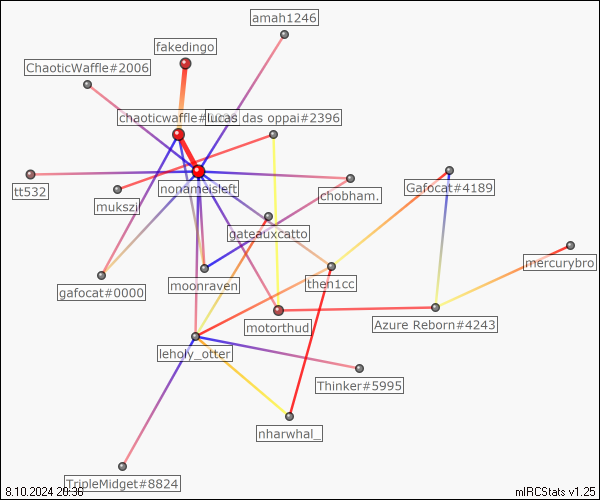 amah1246
fakedingo
ChaoticWaffle#2006
chaoticwaffle#
lucas das oppai#2396
Gafocat#4189
tt532
nonameisleft
chobham.
mukszi
gateauxcatto
mercurybro
moonraven
then1cc
gafocat#0000
motorthud
Azure Reborn#4243
leholy_otter
Thinker#5995
nharwhal_
TripleMidget#8824
8.10.2024 20:36
mIRCStats v1.25